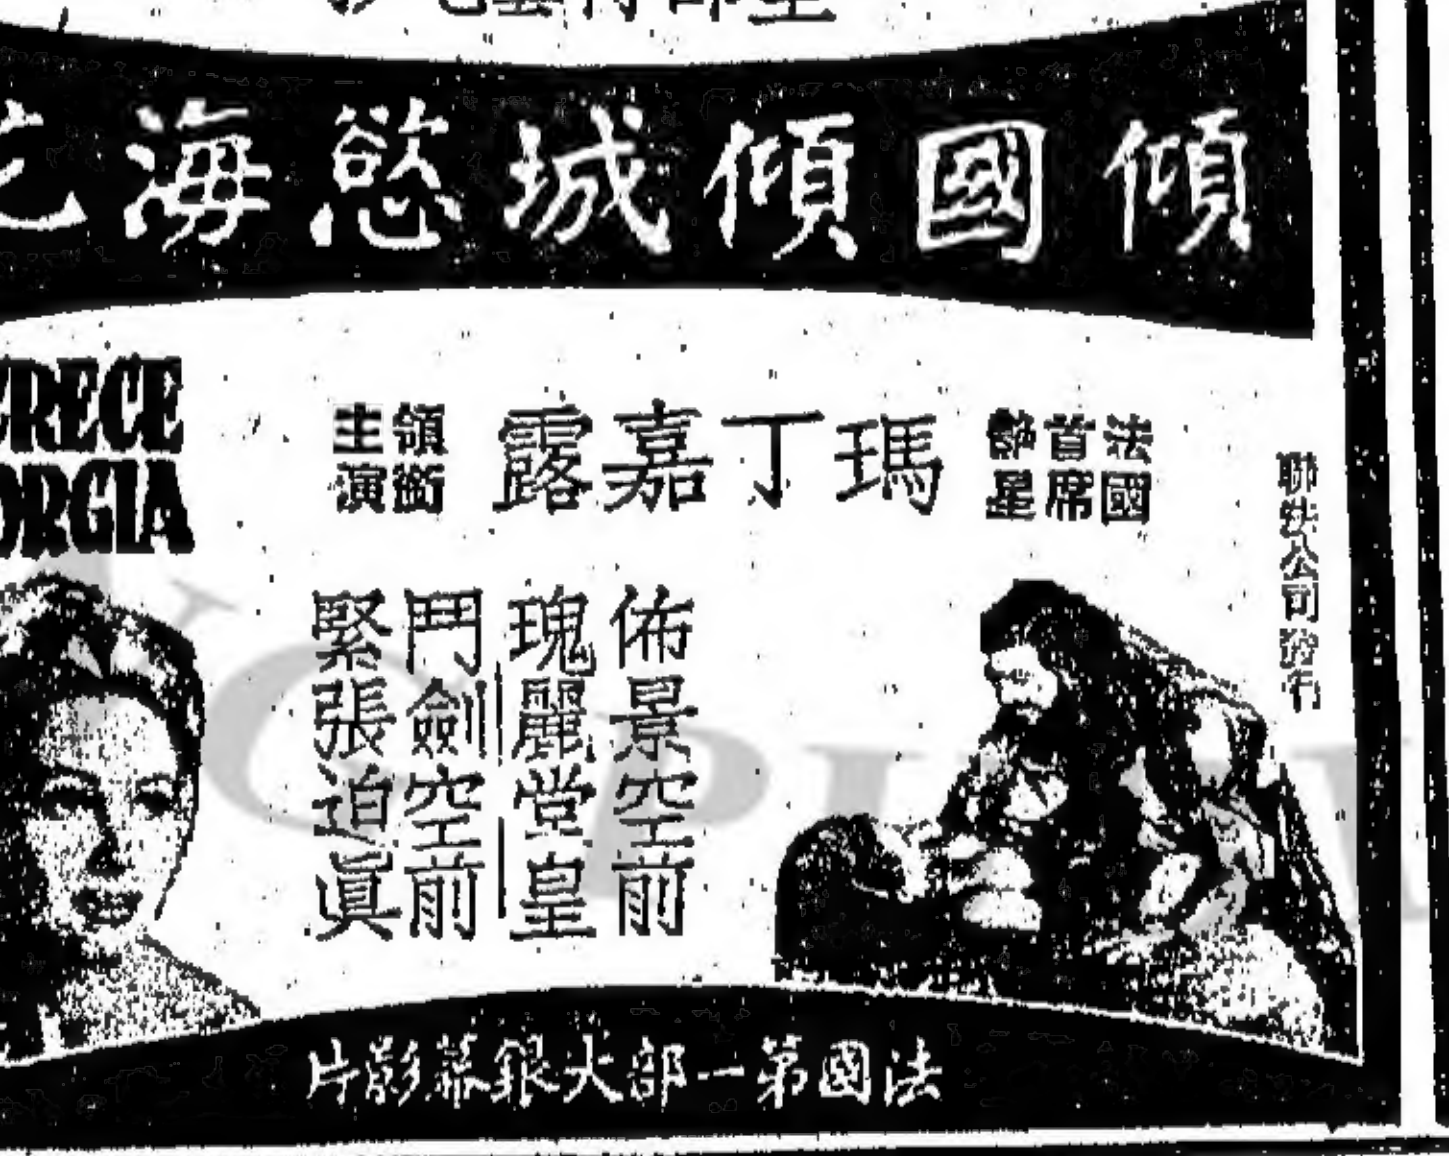 傾國傾城慾海
RECE
ORGIA
法國
首席
艷星
瑪丁嘉露
領銜
主演
聯法公司發行
佈景空前
瑰麗堂皇
鬥劍空前
緊張迫眞
法國第一部大銀幕影片